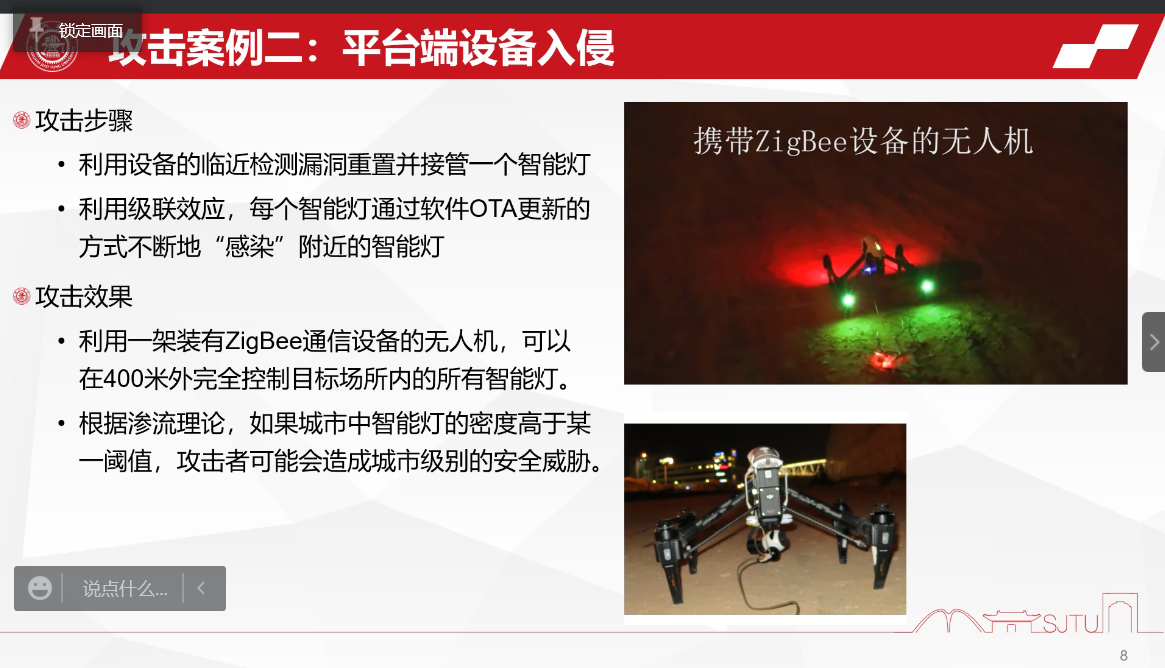 锁定画面
攻击案例二：平台端设备入侵
攻击步骤
• 利用设备的临近检测漏洞重置并接管一个智能灯
• 利用级联效应，每个智能灯通过软件OTA更新的
方式不断地“感染”附近的智能灯
攻击效果
• 利用一架装有ZigBee通信设备的无人机，可以
在400米外完全控制目标场所内的所有智能灯。
• 根据渗流理论，如果城市中智能灯的密度高于某
一阈值，攻击者可能会造成城市级别的安全威胁。
携带ZigBee设备的无人机
说点什么...
SJTU
8